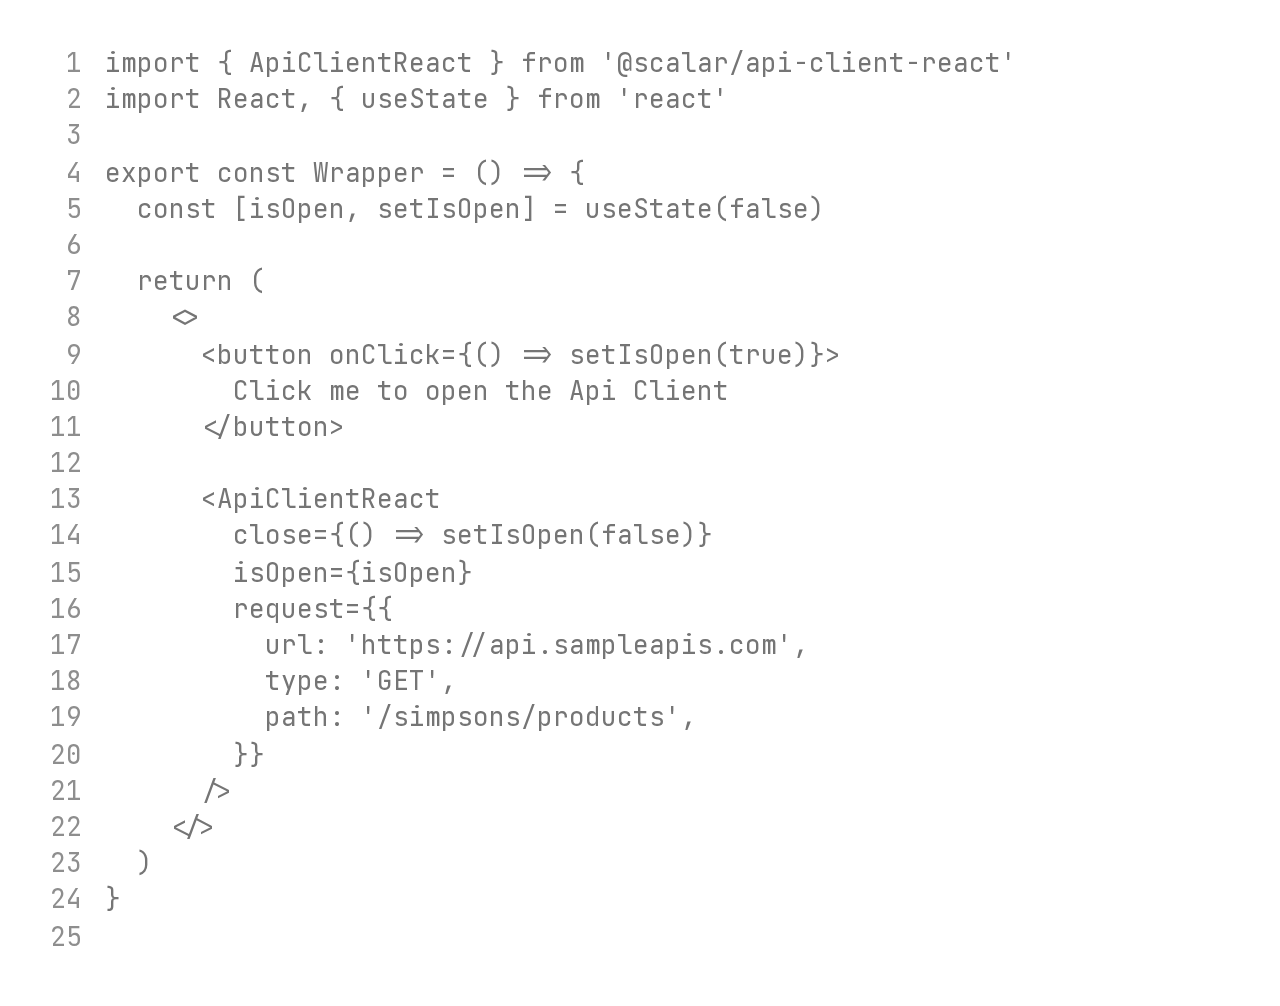 1 import { ApiClientReact } from '@scalar/api-client-react'
2 import React, { useState } from 'react'
3
4 export const Wrapper = () => {
5   const [isOpen, setIsOpen] = useState(false)
6
7   return (
8     <>
9       <button onClick={() => setIsOpen(true)}>
10         Click me to open the Api Client
11       </button>
12
13       <ApiClientReact
14         close={() => setIsOpen(false)}
15         isOpen={isOpen}
16         request={{
17           url: 'https://api.sampleapis.com',
18           type: 'GET',
19           path: '/simpsons/products',
20         }}
21       />
22     </>
23   )
24 }
25